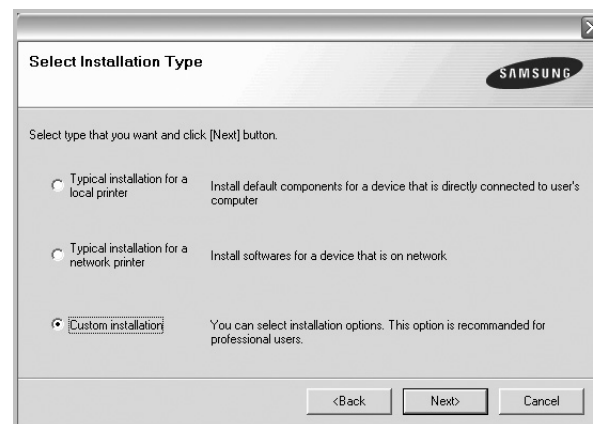 Select Installation Type
SAMSUNG
Select type that you want and click [Next] button.
Typical installation for a
local printer
Install default components for a device that is directly connected to user's
computer
Typical installation for a
network printer
Install softwares for a device that is on network
Custom installation
You can select installation options. This option is recommanded for
professional users.
<Back
Next>
Cancel